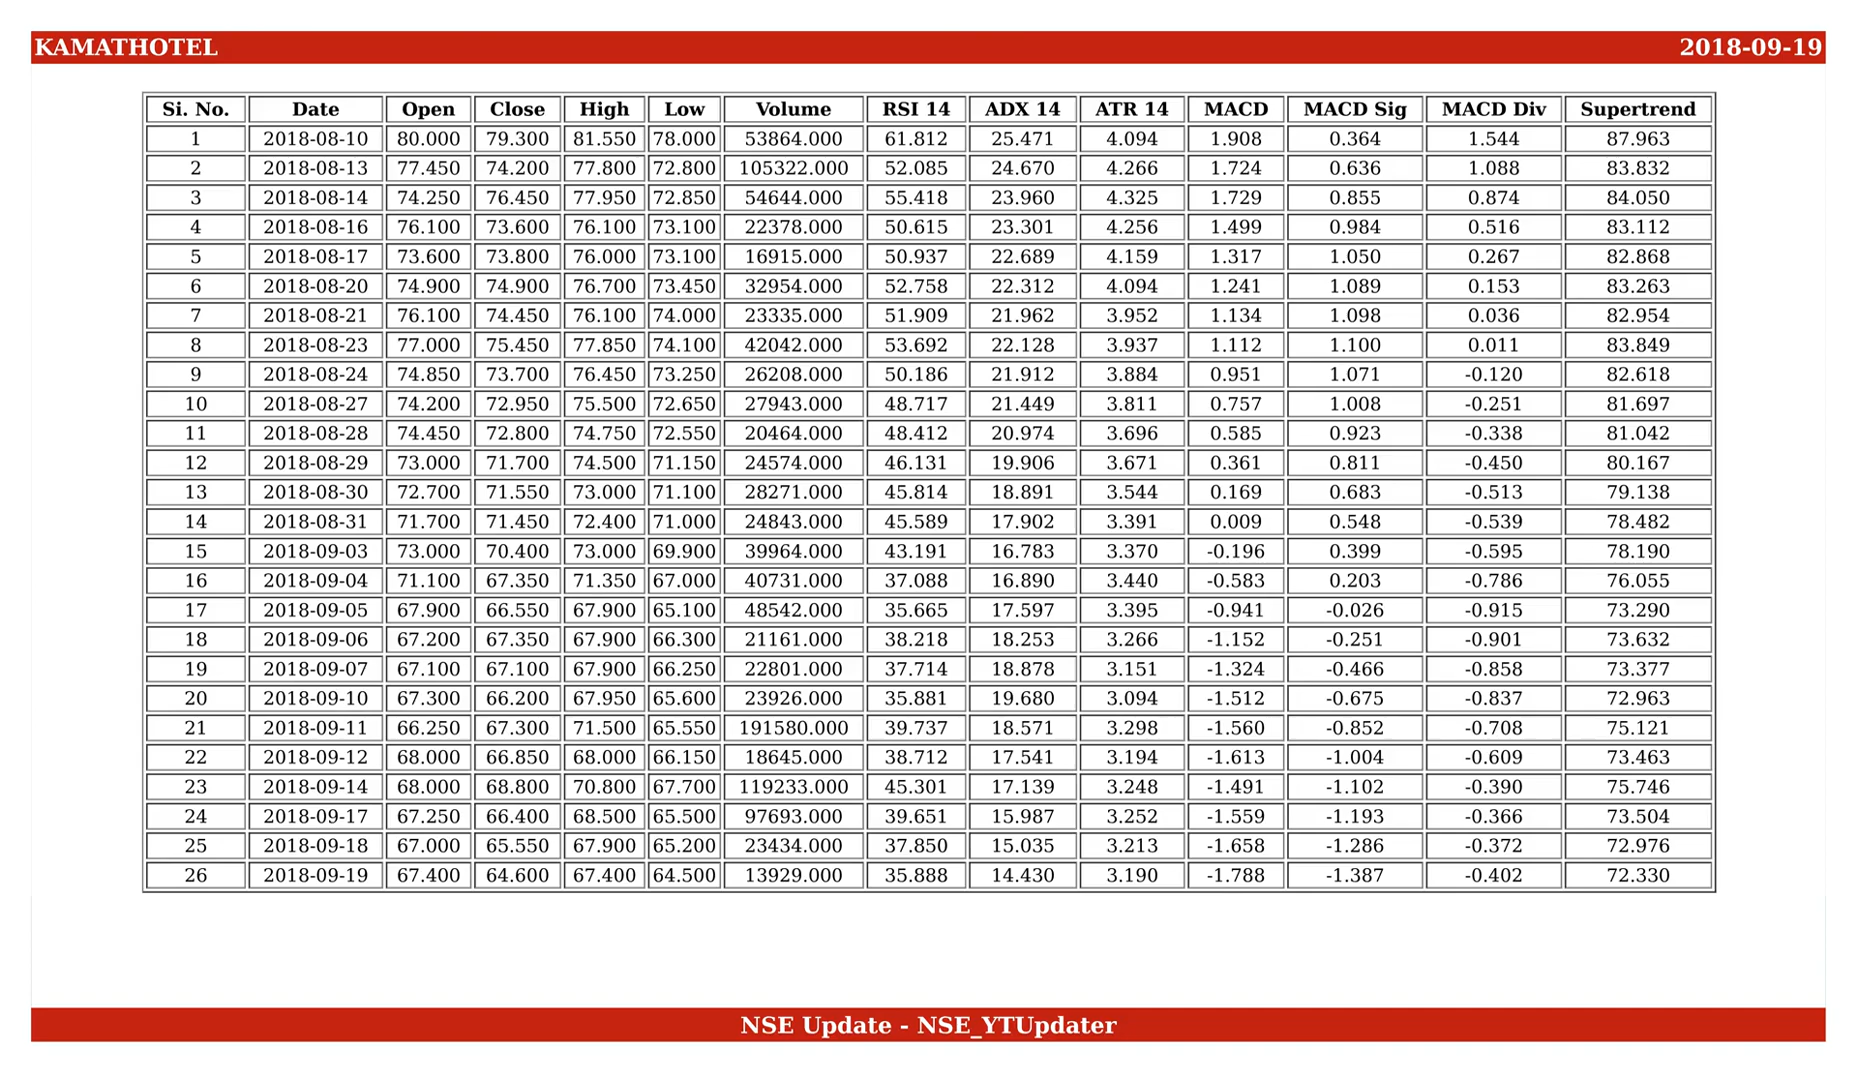 KAMATHOTEL 2018-09-19
Si. No. Date Open Close High Low Volume RSI 14 ADX 14 ATR 14 MACD MACD Sig MACD Div Supertrend
1 2018-08-10 80.000 79.300 81.550 78.000 53864.000 61.812 25.471 4.094 1.908 0.364 1.544 87.963
2 2018-08-13 77.450 74.200 77.800 72.800 105322.000 52.085 24.670 4.266 1.724 0.636 1.088 83.832
3 2018-08-14 74.250 76.450 77.950 72.850 54644.000 55.418 23.960 4.325 1.729 0.855 0.874 84.050
4 2018-08-16 76.100 73.600 76.100 73.100 22378.000 50.615 23.301 4.256 1.499 0.984 0.516 83.112
5 2018-08-17 73.600 73.800 76.000 73.100 16915.000 50.937 22.689 4.159 1.317 1.050 0.267 82.868
6 2018-08-20 74.900 74.900 76.700 73.450 32954.000 52.758 22.312 4.094 1.241 1.089 0.153 83.263
7 2018-08-21 76.100 74.450 76.100 74.000 23335.000 51.909 21.962 3.952 1.134 1.098 0.036 82.954
8 2018-08-23 77.000 75.450 77.850 74.100 42042.000 53.692 22.128 3.937 1.112 1.100 0.011 83.849
9 2018-08-24 74.850 73.700 76.450 73.250 26208.000 50.186 21.912 3.884 0.951 1.071 -0.120 82.618
10 2018-08-27 74.200 72.950 75.500 72.650 27943.000 48.717 21.449 3.811 0.757 1.008 -0.251 81.697
11 2018-08-28 74.450 72.800 74.750 72.550 20464.000 48.412 20.974 3.696 0.585 0.923 -0.338 81.042
12 2018-08-29 73.000 71.700 74.500 71.150 24574.000 46.131 19.906 3.671 0.361 0.811 -0.450 80.167
13 2018-08-30 72.700 71.550 73.000 71.100 28271.000 45.814 18.891 3.544 0.169 0.683 -0.513 79.138
14 2018-08-31 71.700 71.450 72.400 71.000 24843.000 45.589 17.902 3.391 0.009 0.548 -0.539 78.482
15 2018-09-03 73.000 70.400 73.000 69.900 39964.000 43.191 16.783 3.370 -0.196 0.399 -0.595 78.190
16 2018-09-04 71.100 67.350 71.350 67.000 40731.000 37.088 16.890 3.440 -0.583 0.203 -0.786 76.055
17 2018-09-05 67.900 66.550 67.900 65.100 48542.000 35.665 17.597 3.395 -0.941 -0.026 -0.915 73.290
18 2018-09-06 67.200 67.350 67.900 66.300 21161.000 38.218 18.253 3.266 -1.152 -0.251 -0.901 73.632
19 2018-09-07 67.100 67.100 67.900 66.250 22801.000 37.714 18.878 3.151 -1.324 -0.466 -0.858 73.377
20 2018-09-10 67.300 66.200 67.950 65.600 23926.000 35.881 19.680 3.094 -1.512 -0.675 -0.837 72.963
21 2018-09-11 66.250 67.300 71.500 65.550 191580.000 39.737 18.571 3.298 -1.560 -0.852 -0.708 75.121
22 2018-09-12 68.000 66.850 68.000 66.150 18645.000 38.712 17.541 3.194 -1.613 -1.004 -0.609 73.463
23 2018-09-14 68.000 68.800 70.800 67.700 119233.000 45.301 17.139 3.248 -1.491 -1.102 -0.390 75.746
24 2018-09-17 67.250 66.400 68.500 65.500 97693.000 39.651 15.987 3.252 -1.559 -1.193 -0.366 73.504
25 2018-09-18 67.000 65.550 67.900 65.200 23434.000 37.850 15.035 3.213 -1.658 -1.286 -0.372 72.976
26 2018-09-19 67.400 64.600 67.400 64.500 13929.000 35.888 14.430 3.190 -1.788 -1.387 -0.402 72.330
NSE Update - NSE_YTUpdater